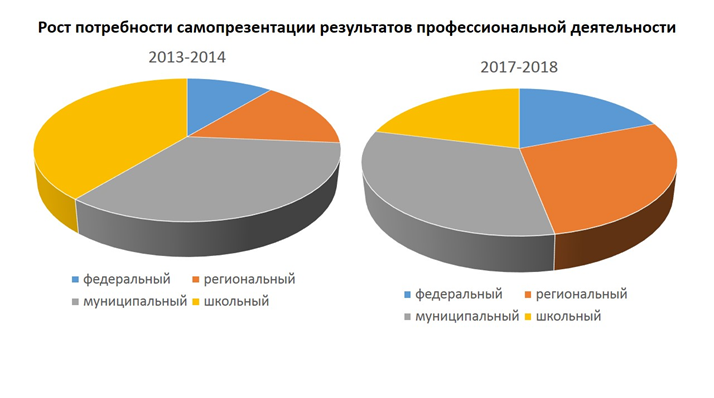 Рост потребности самопрезентации результатов профессиональной деятельности
2013-2014
федеральный региональный
муниципальный школьный
2017-2018
федеральный региональный
муниципальный школьный